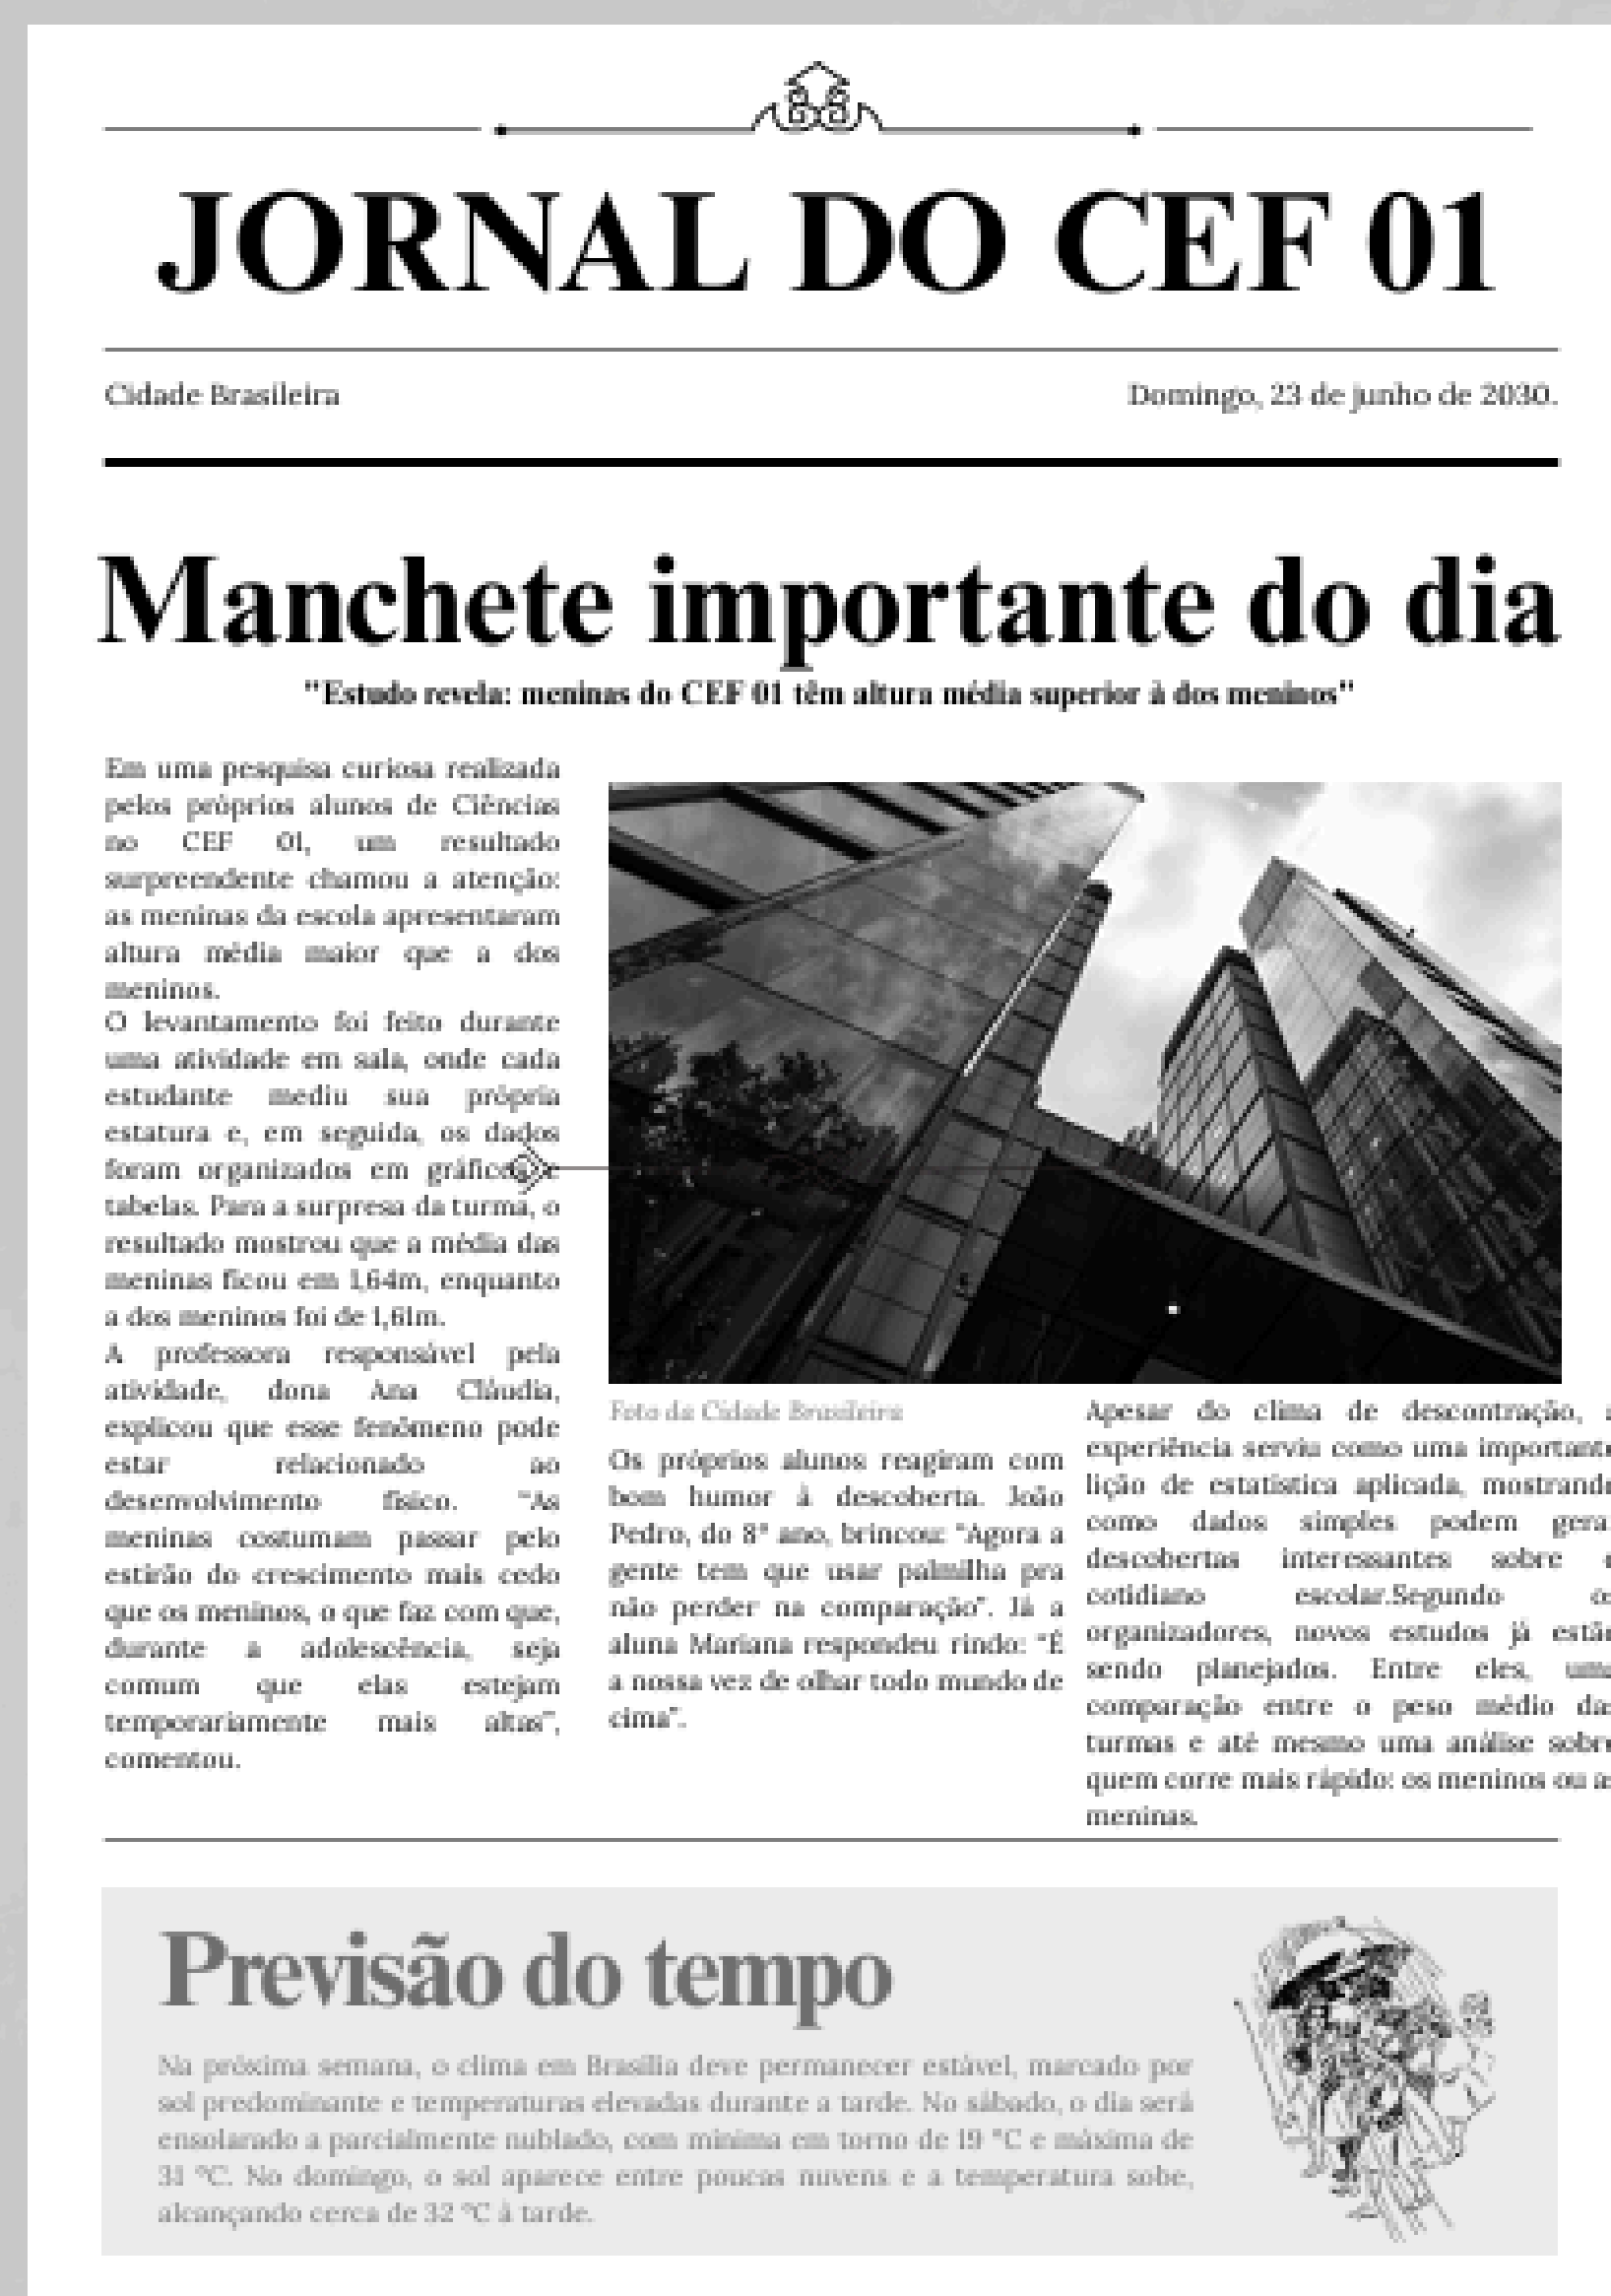 JORNAL DO CEF 01
Cidade Brasileira
Domingo, 23 de junho de 2030.
Manchete importante do dia
"Estudo revela: meninas do CEF 01 têm altura média superior à dos meninos"
Em uma pesquisa curiosa realizada
pelos próprios alunos de Ciências
no CEF 01, um resultado
surpreendente chamou a atenção:
as meninas da escola apresentaram
altura média maior que a dos
meninos.
O levantamento foi feito durante
uma atividade em sala, onde cada
estudante mediu sua própria
estatura e, em seguida, os dados
foram organizados em gráficos e
tabelas. Para a surpresa da turma, o
resultado mostrou que a média das
meninas ficou em 1,64m, enquanto
a dos meninos foi de 1,61m.
A professora responsável pela
atividade, dona Ana Cláudia,
explicou que esse fenômeno pode
estar relacionado ao
desenvolvimento físico. "As
meninas costumam passar pelo
estirão do crescimento mais cedo
que os meninos, o que faz com que,
durante a adolescência, seja
comum que elas estejam
temporariamente mais altas",
comentou.
Foto da Cidade Brasileira
Os próprios alunos reagiram com
bom humor à descoberta. João
Pedro, do 8º ano, brincou: "Agora a
gente tem que usar palmilha pra
não perder na comparação". Já a
aluna Mariana respondeu rindo: "É
a nossa vez de olhar todo mundo de
cima".
Apesar do clima de descontração,
experiência serviu como uma important
lição de estatística aplicada, mostrand
como dados simples podem gera
descobertas interessantes sobre
cotidiano escolar.Segundo
organizadores, novos estudos já estã
sendo planejados. Entre eles, uma
comparação entre o peso médio da
turmas e até mesmo uma análise sobr
quem corre mais rápido: os meninos ou a
meninas.
Previsão do tempo
Na próxima semana, o clima em Brasília deve permanecer estável, marcado por
sol predominante e temperaturas elevadas durante a tarde. No sábado, o dia será
ensolarado a parcialmente nublado, com mínima em torno de 19 °C e máxima de
31 °C. No domingo, o sol aparece entre poucas nuvens e a temperatura sobe,
alcançando cerca de 32 °C à tarde.